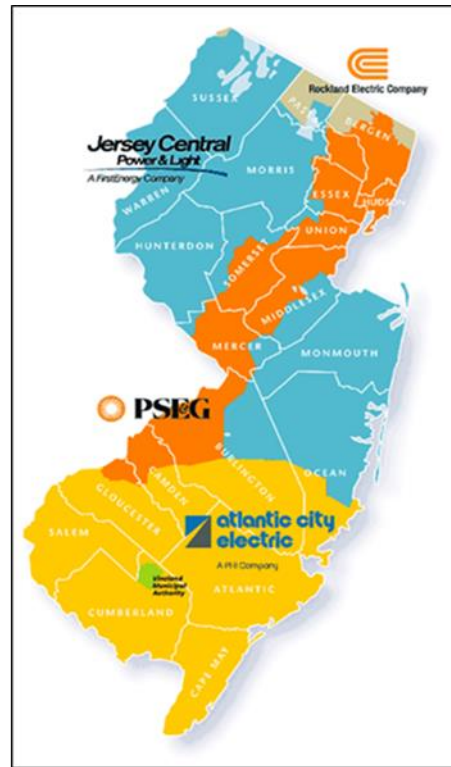 Rockland Electric Company
SUSSEX
PAS
BERGEN
Jersey Central
Power & Light
A FirstEnergy Company
MORRIS
ESSEX
HUDSON
WARREN
UNION
HUNTERDON
SOMERSET
MIDDLESEX
MERCER
MONMOUTH
PSE&G
OCEAN
BURLINGTON
CAMDEN
GLOUCESTER
SALEM
atlantic city
electric
A PHI Company
Vineland
Municipal
Authority
ATLANTIC
CUMBERLAND
CAPE MAY